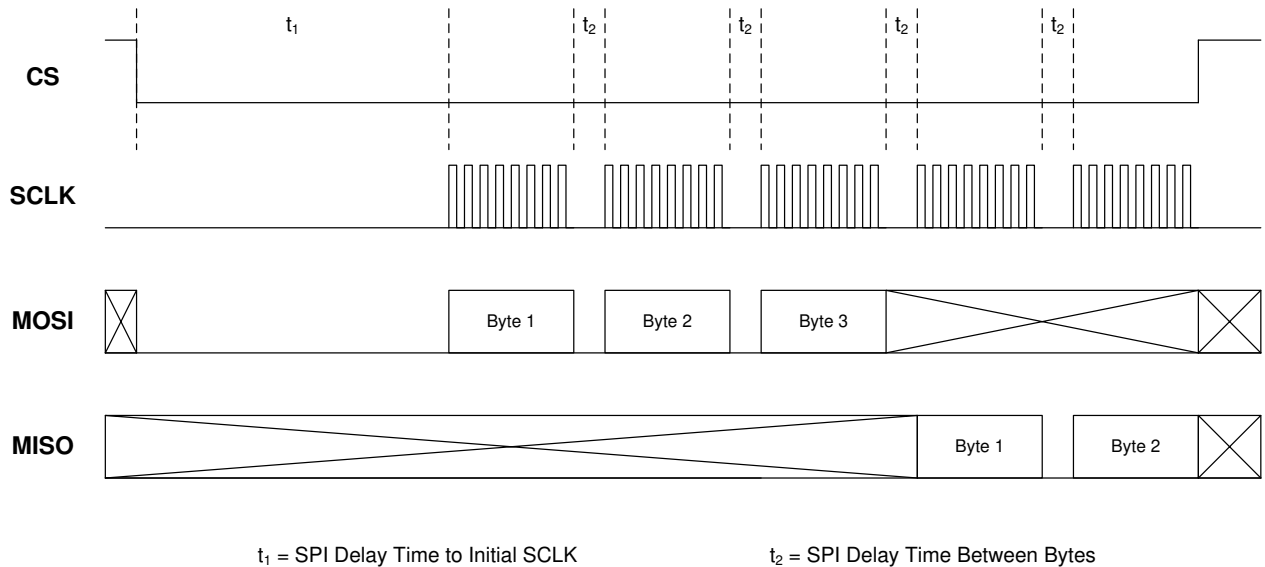 t₁ t₂ t₂ t₂ t₂
CS
SCLK
MOSI Byte 1 Byte 2 Byte 3
MISO Byte 1 Byte 2
t₁ = SPI Delay Time to Initial SCLK t₂ = SPI Delay Time Between Bytes